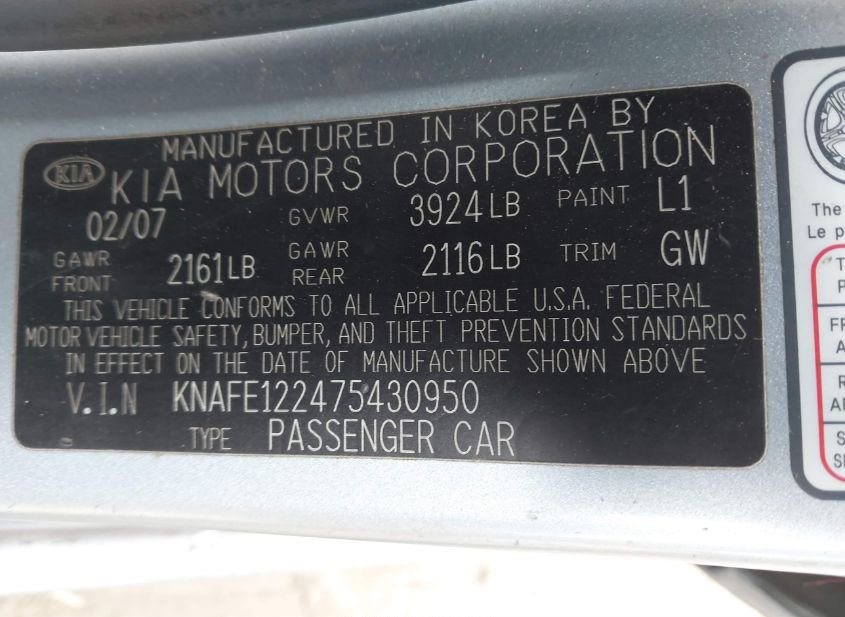 MANUFACTURED IN KOREA BY
KIA KIA MOTORS CORPORATION
02/07 GVWR 3924LB PAINT L1
GAWR FRONT 2161LB GAWR REAR 2116LB TRIM GW
THIS VEHICLE CONFORMS TO ALL APPLICABLE U.S.A. FEDERAL
MOTOR VEHICLE SAFETY, BUMPER, AND THEFT PREVENTION STANDARDS
IN EFFECT ON THE DATE OF MANUFACTURE SHOWN ABOVE
V.I.N KNAFE122475430950
TYPE PASSENGER CAR
The
Le p